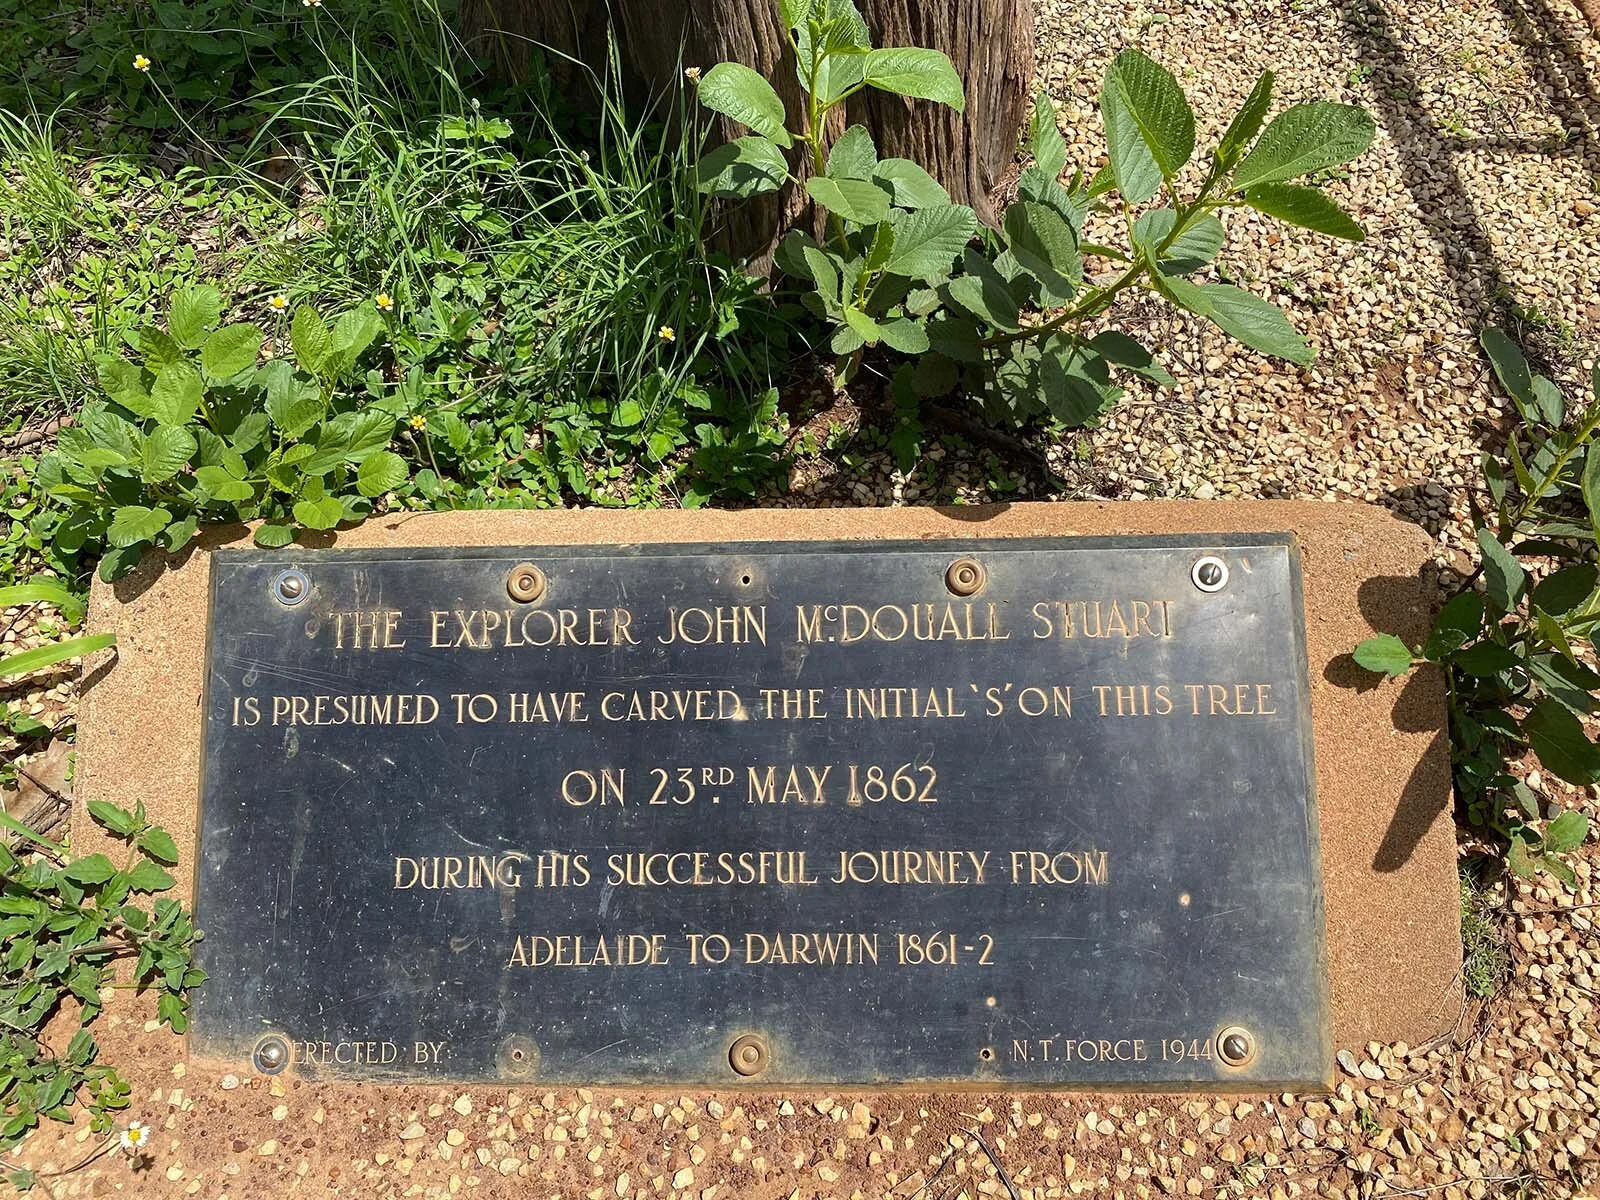 THE EXPLORER JOHN McDOUALL STUART
IS PRESUMED TO HAVE CARVED THE INITIAL 'S' ON THIS TREE
ON 23RD. MAY 1862
DURING HIS SUCCESSFUL JOURNEY FROM
ADELAIDE TO DARWIN 1861-2
ERECTED BY N.T. FORCE 1944